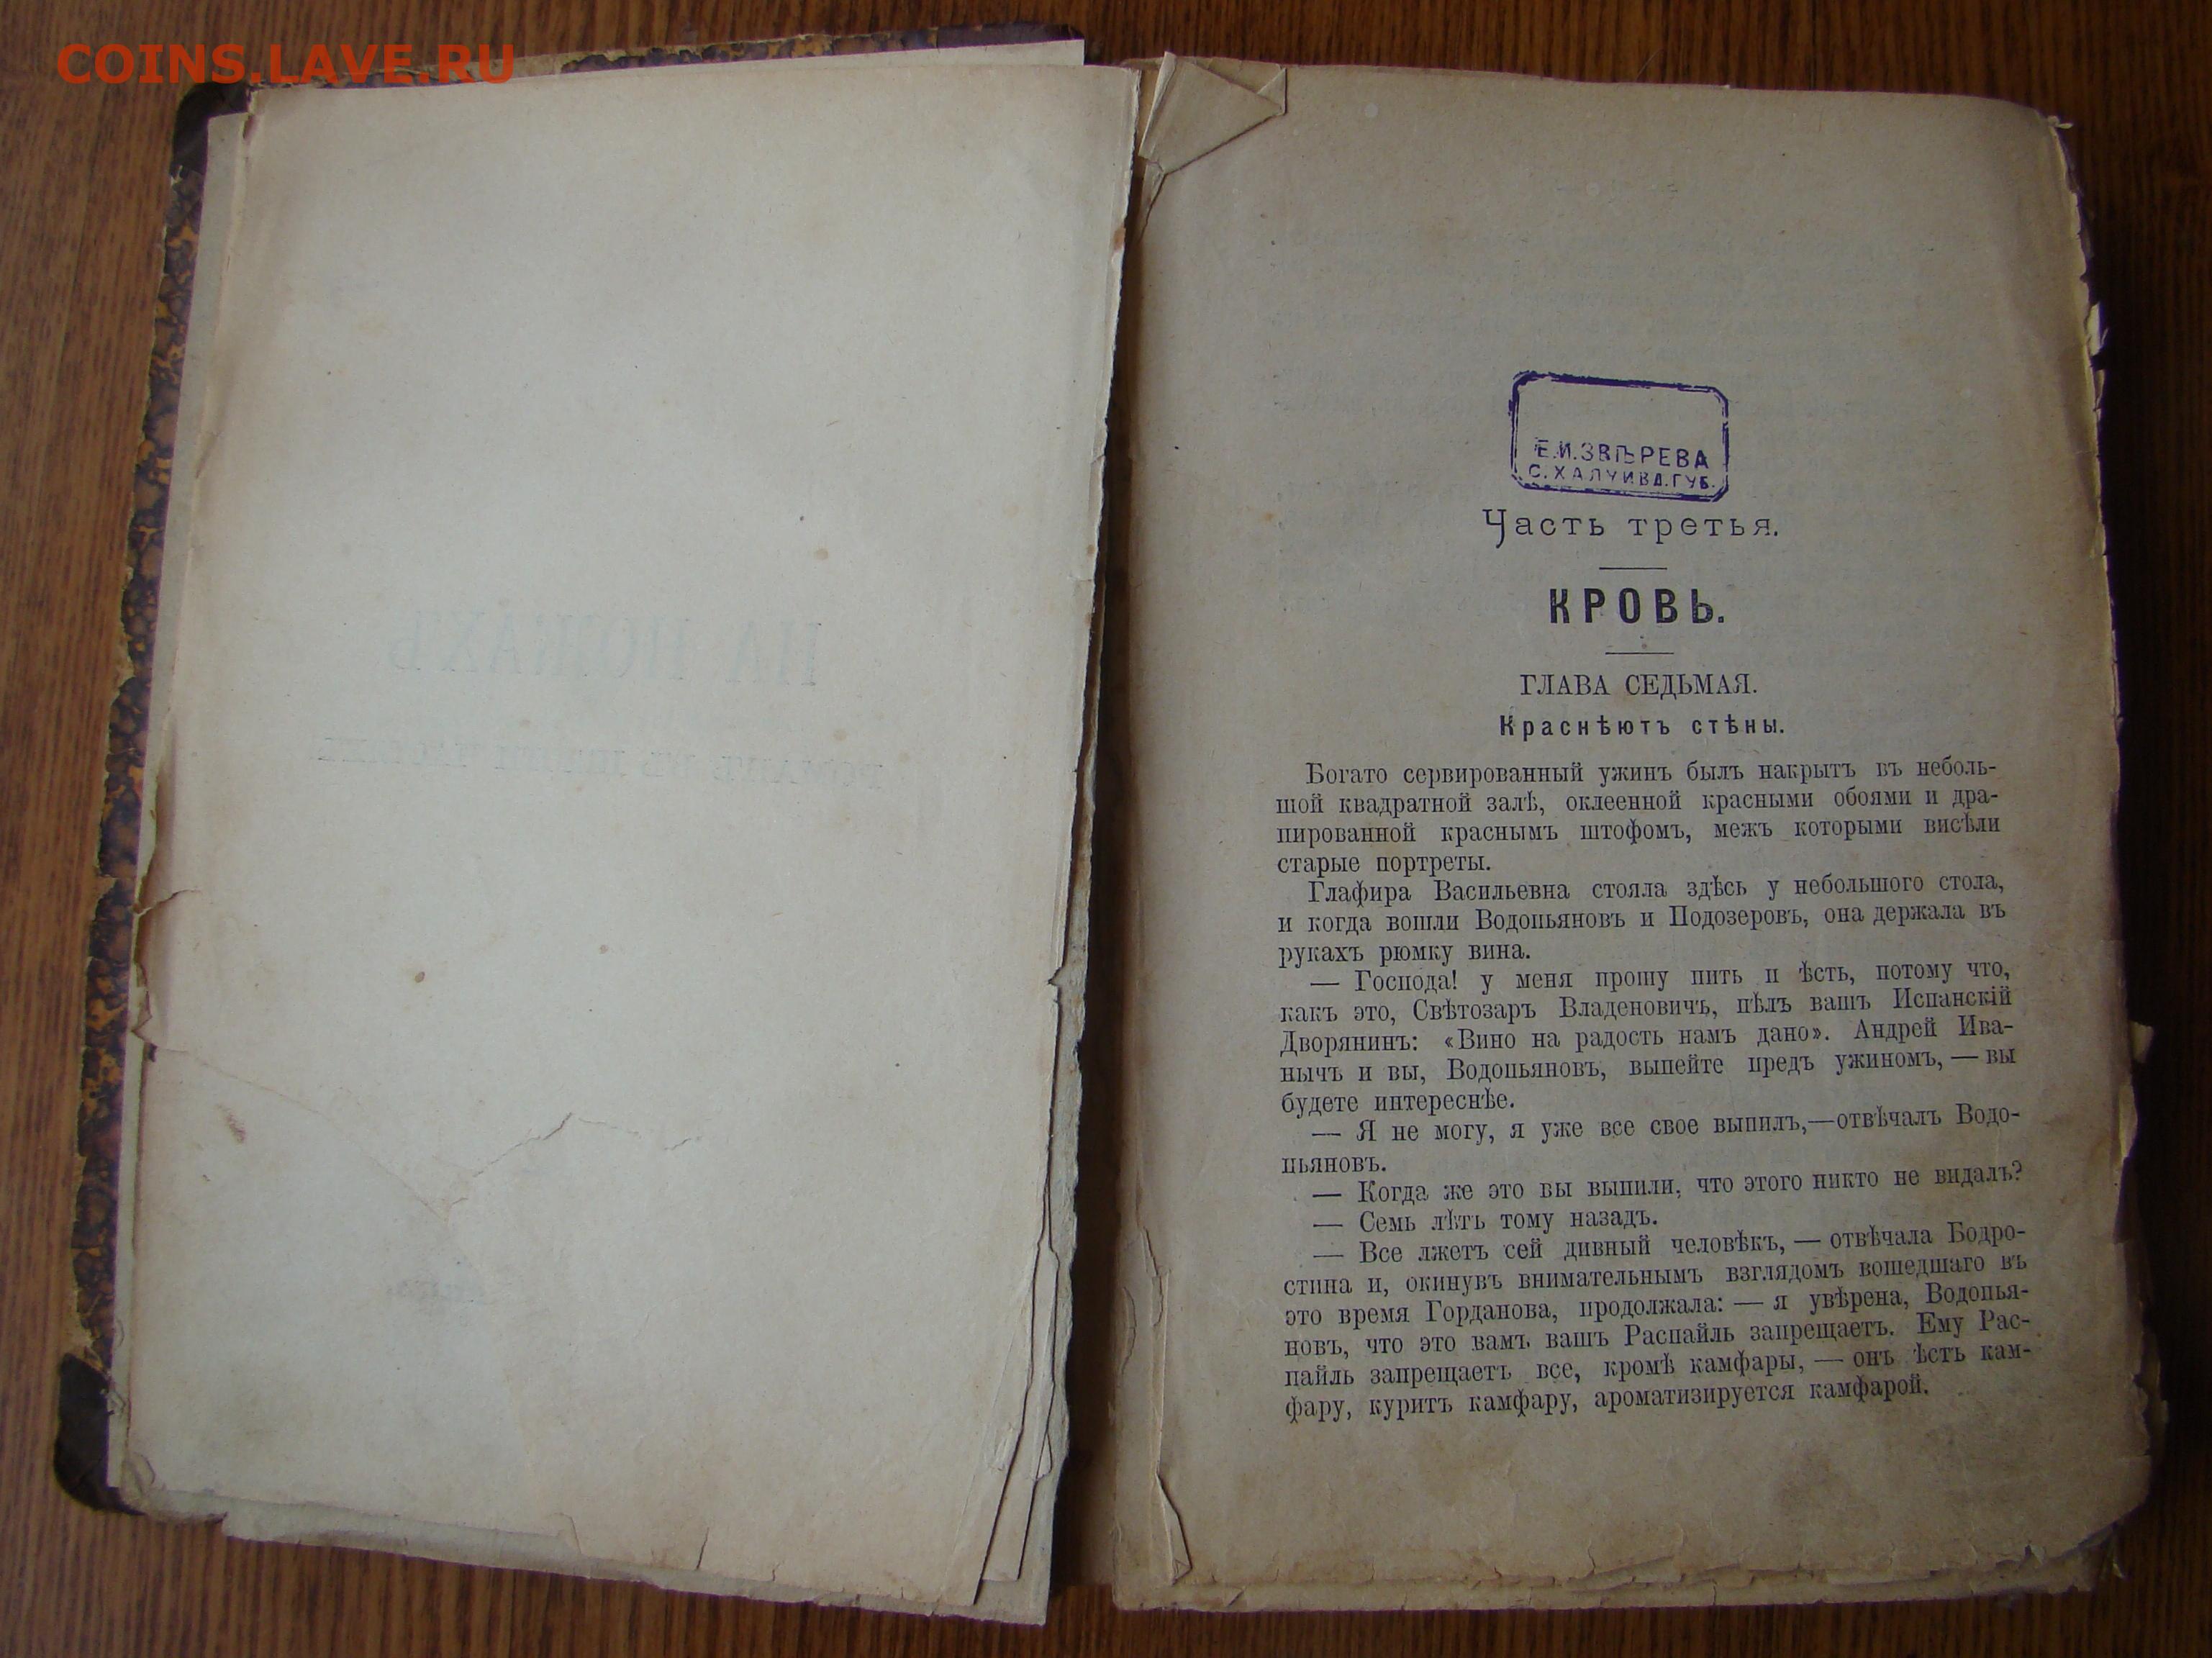 COINS.LAVE.RU
НА НОЖАХЪ
Е.И.ЗВѢРЕВА
С. ХАЛУИ ВЛ. ГУБ.
Часть третья.
КРОВЬ.
ГЛАВА СЕДЬМАЯ.
Краснѣютъ стѣны.
Богато сервированный ужинъ былъ накрытъ въ неболь-
шой квадратной залѣ, оклеенной красными обоями и дра-
пированной краснымъ штофомъ, межъ которыми висѣли
старые портреты.
Глафира Васильевна стояла здѣсь у небольшого стола,
и когда вошли Водопьяновъ и Подозеровъ, она держала въ
рукахъ рюмку вина.
— Господа! у меня прошу пить и ѣсть, потому что,
какъ это, Свѣтозаръ Владеновичъ, пѣлъ вашъ Испанскій
Дворянинъ: «Вино на радость намъ дано». Андрей Ива-
нычъ и вы, Водопьяновъ, выпейте предъ ужиномъ, — вы
будете интереснѣе.
— Я не могу, я уже все свое выпилъ,—отвѣчалъ Водо-
пьяновъ.
— Когда же это вы выпили, что этого никто не видалъ?
— Семь лѣтъ тому назадъ.
— Все лжетъ сей дивный человѣкъ, — отвѣчала Бодро-
стина и, окинувъ внимательнымъ взглядомъ вошедшаго въ
это время Горданова, продолжала: — я увѣрена, Водопья-
новъ, что это вамъ вашъ Распайль запрещаетъ. Ему Рас-
пайль запрещаетъ все, кромѣ камфары, — онъ ѣсть кам-
фару, куритъ камфару, ароматизируется камфарой.